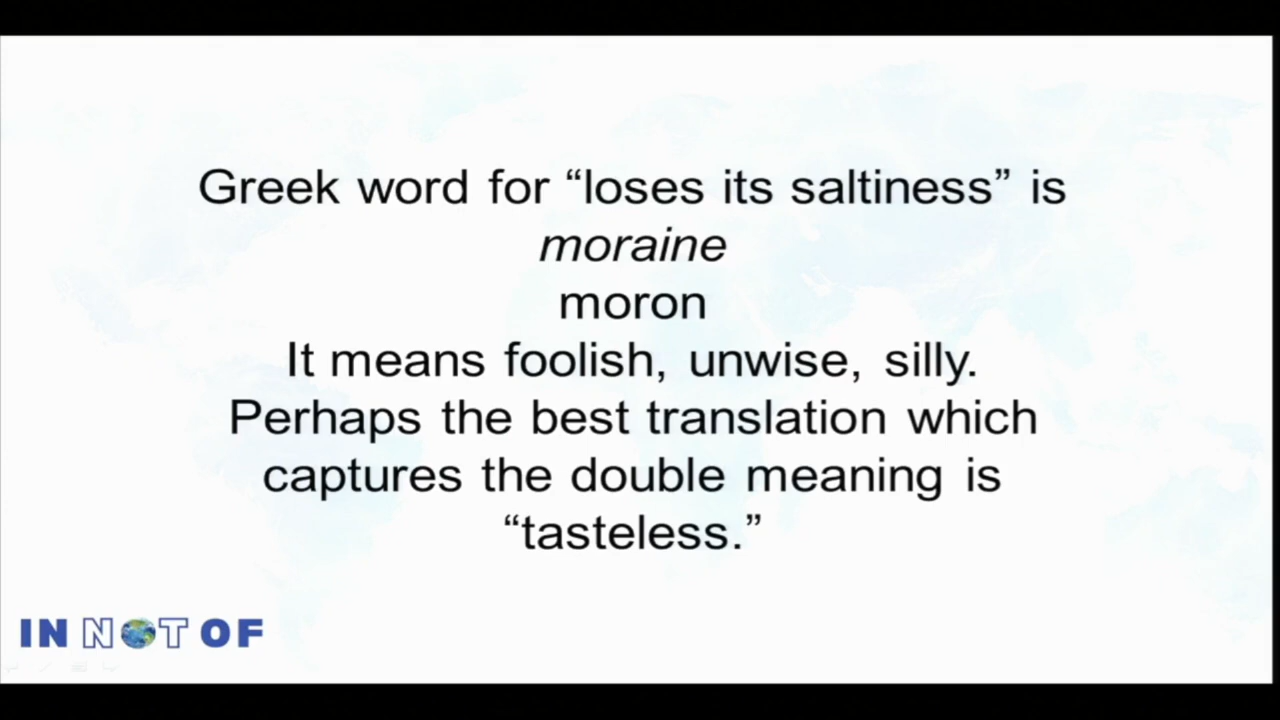 Greek word for “loses its saltiness” is
moraine
moron
It means foolish, unwise, silly.
Perhaps the best translation which
captures the double meaning is
“tasteless.”
IN NOT OF